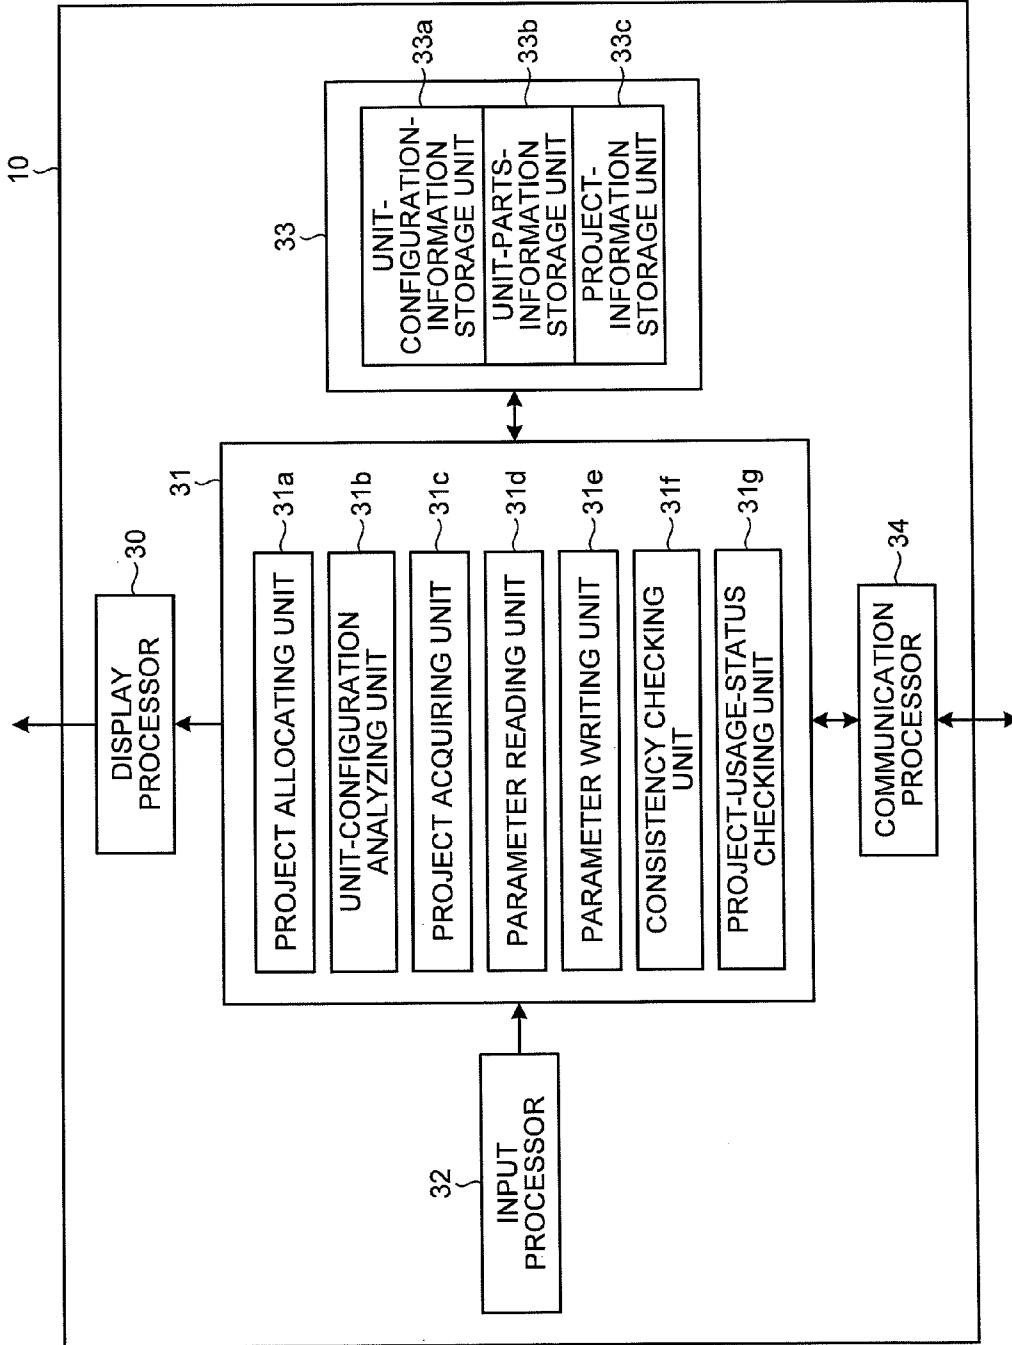 10
30
DISPLAY
PROCESSOR
31
PROJECT ALLOCATING UNIT
31a
UNIT-CONFIGURATION
ANALYZING UNIT
31b
PROJECT ACQUIRING UNIT
31c
PARAMETER READING UNIT
31d
PARAMETER WRITING UNIT
31e
CONSISTENCY CHECKING
UNIT
31f
PROJECT-USAGE-STATUS
CHECKING UNIT
31g
32
INPUT
PROCESSOR
33
UNIT-
CONFIGURATION-
INFORMATION
STORAGE UNIT
33a
UNIT-PARTS-
INFORMATION
STORAGE UNIT
33b
PROJECT-
INFORMATION
STORAGE UNIT
33c
34
COMMUNICATION
PROCESSOR